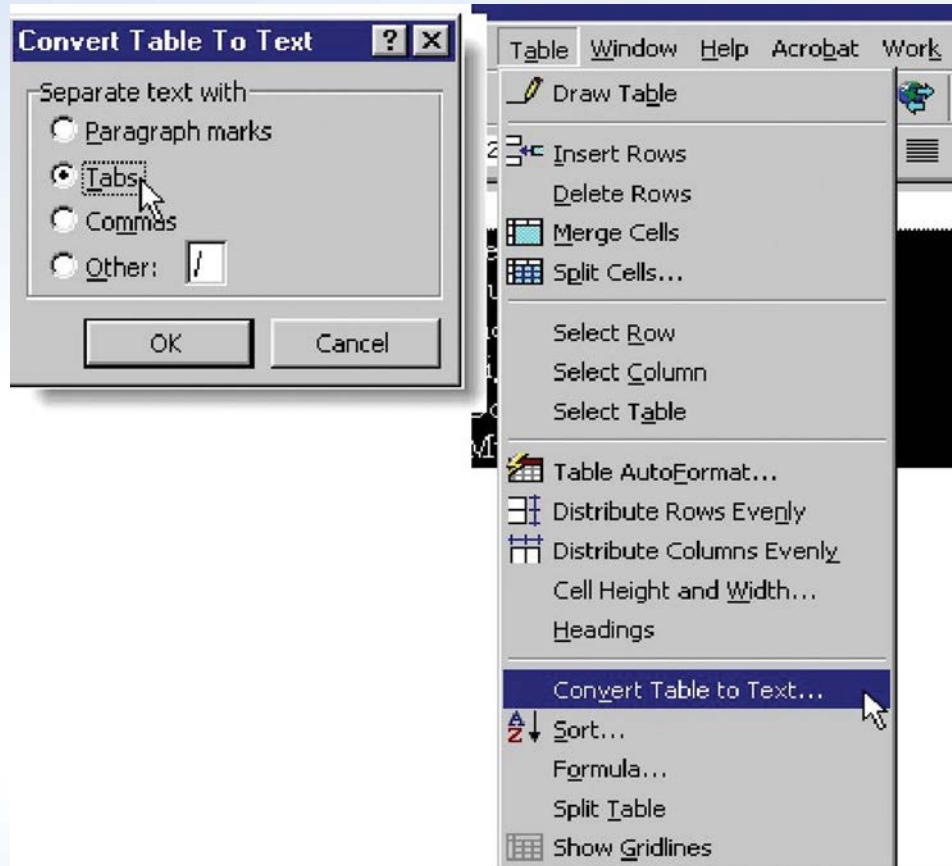 Convert Table To Text
Separate text with
Paragraph marks
Tabs
Commas
Other: /
OK Cancel
Table Window Help Acrobat Work
Draw Table
Insert Rows
Delete Rows
Merge Cells
Split Cells...
Select Row
Select Column
Select Table
Table AutoFormat...
Distribute Rows Evenly
Distribute Columns Evenly
Cell Height and Width...
Headings
Convert Table to Text...
Sort...
Formula...
Split Table
Show Gridlines